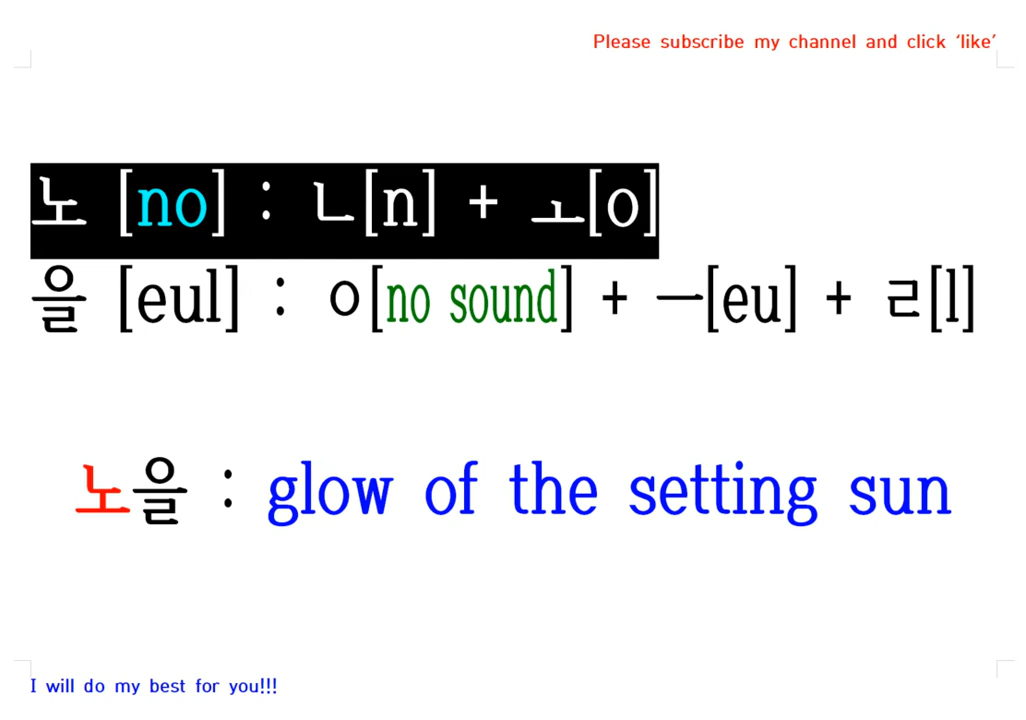 Please subscribe my channel and click ‘like’
노 [no] : ㄴ[n] + ㅗ[o]
을 [eul] : ㅇ[no sound] + ㅡ[eu] + ㄹ[l]
노을 : glow of the setting sun
I will do my best for you!!!